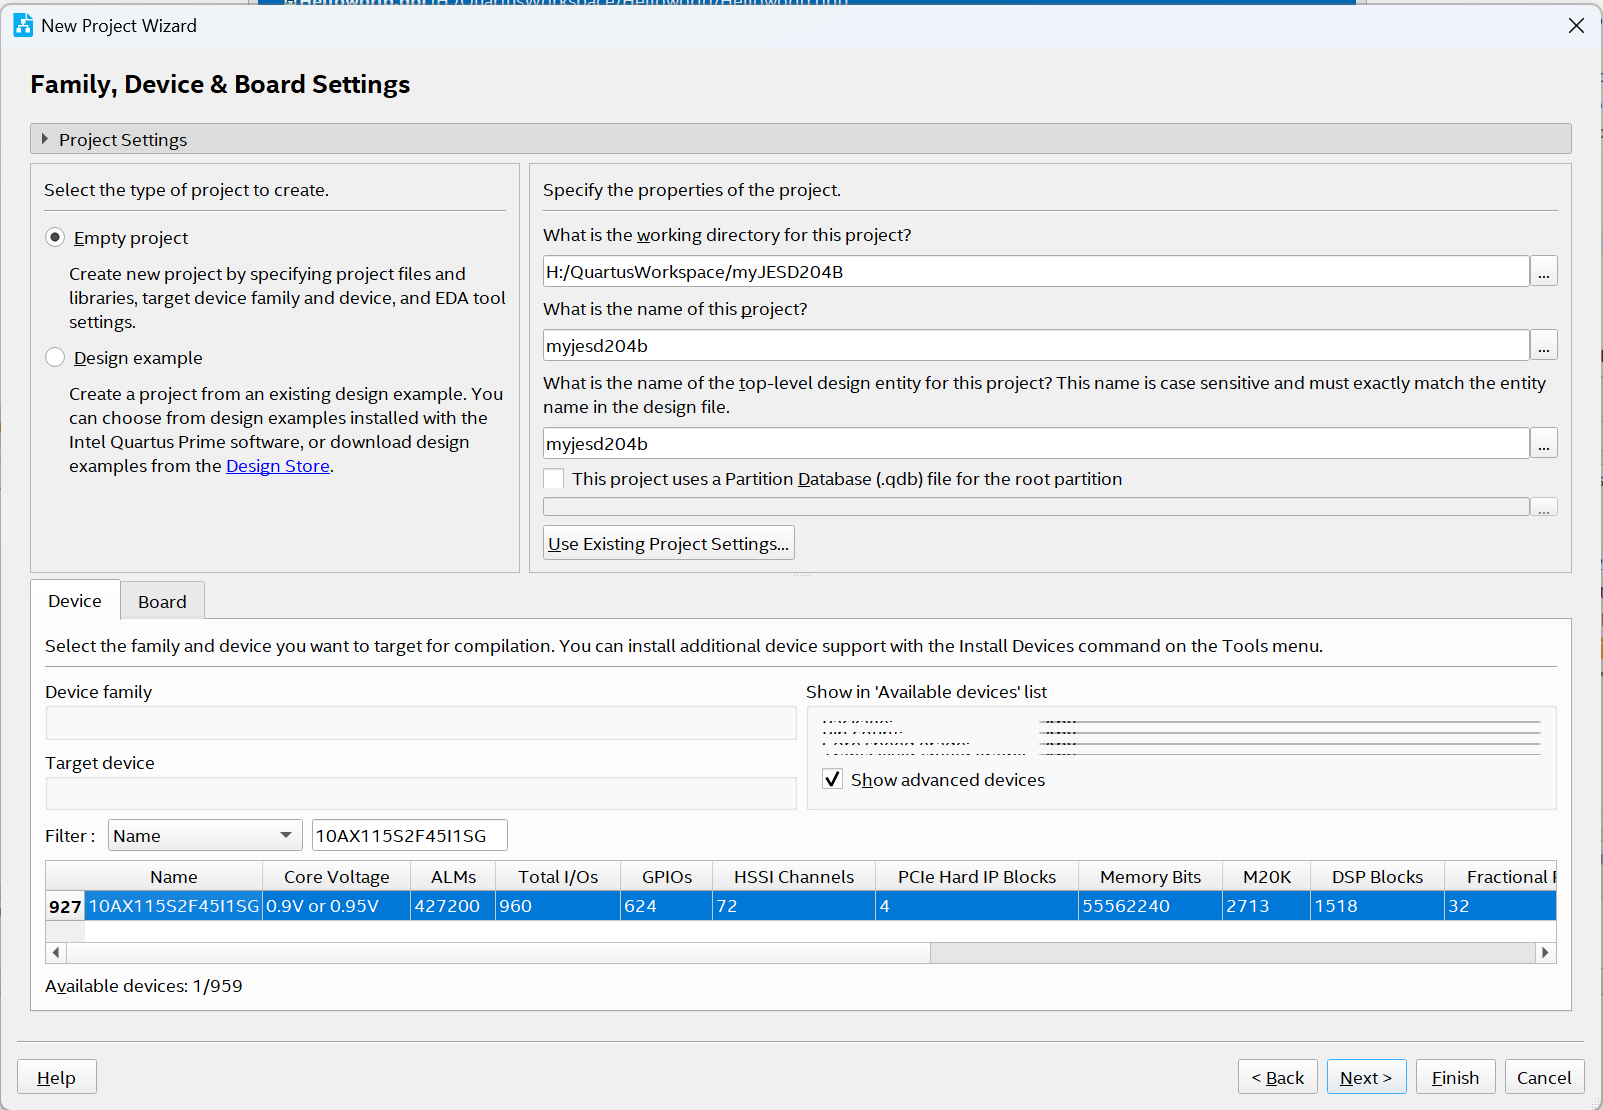 New Project Wizard
Family, Device & Board Settings
Project Settings
Select the type of project to create.
Empty project
Create new project by specifying project files and
libraries, target device family and device, and EDA tool
settings.
Design example
Create a project from an existing design example. You
can choose from design examples installed with the
Intel Quartus Prime software, or download design
examples from the Design Store.
Specify the properties of the project.
What is the working directory for this project?
H:/QuartusWorkspace/myJESD204B
...
What is the name of this project?
myjesd204b
...
What is the name of the top-level design entity for this project? This name is case sensitive and must exactly match the entity
name in the design file.
myjesd204b
...
This project uses a Partition Database (.qdb) file for the root partition
...
Use Existing Project Settings...
Device
Board
Select the family and device you want to target for compilation. You can install additional device support with the Install Devices command on the Tools menu.
Device family
Show in 'Available devices' list
Target device
Show advanced devices
Filter :
Name
10AX115S2F45I1SG
Name Core Voltage ALMs Total I/Os GPIOs HSSI Channels PCIe Hard IP Blocks Memory Bits M20K DSP Blocks Fractional
927 10AX115S2F45I1SG 0.9V or 0.95V 427200 960 624 72 4 55562240 2713 1518 32
Available devices: 1/959
Help
< Back
Next >
Finish
Cancel